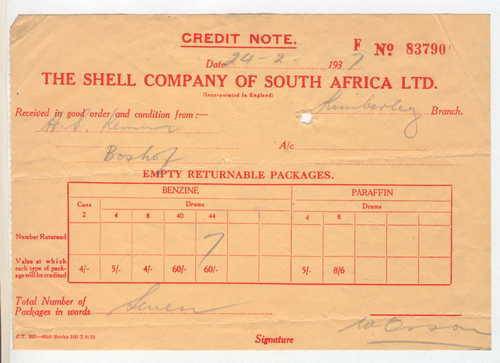 CREDIT NOTE.
F No 83790
Date 24-2- 1937
THE SHELL COMPANY OF SOUTH AFRICA LTD.
(Incorporated in England)
Received in good order and condition from:-
Kimberley Branch.
A/c
Boshof
EMPTY RETURNABLE PACKAGES.
BENZINE PARAFFIN
Cans Drums Drums
2 4 8 40 44 4 8
Number Returned 7
Value at which each type of package will be credited 4/- 5/- 4/- 60/- 60/- 5/- 8/6
Total Number of Packages in words Seven
Signature